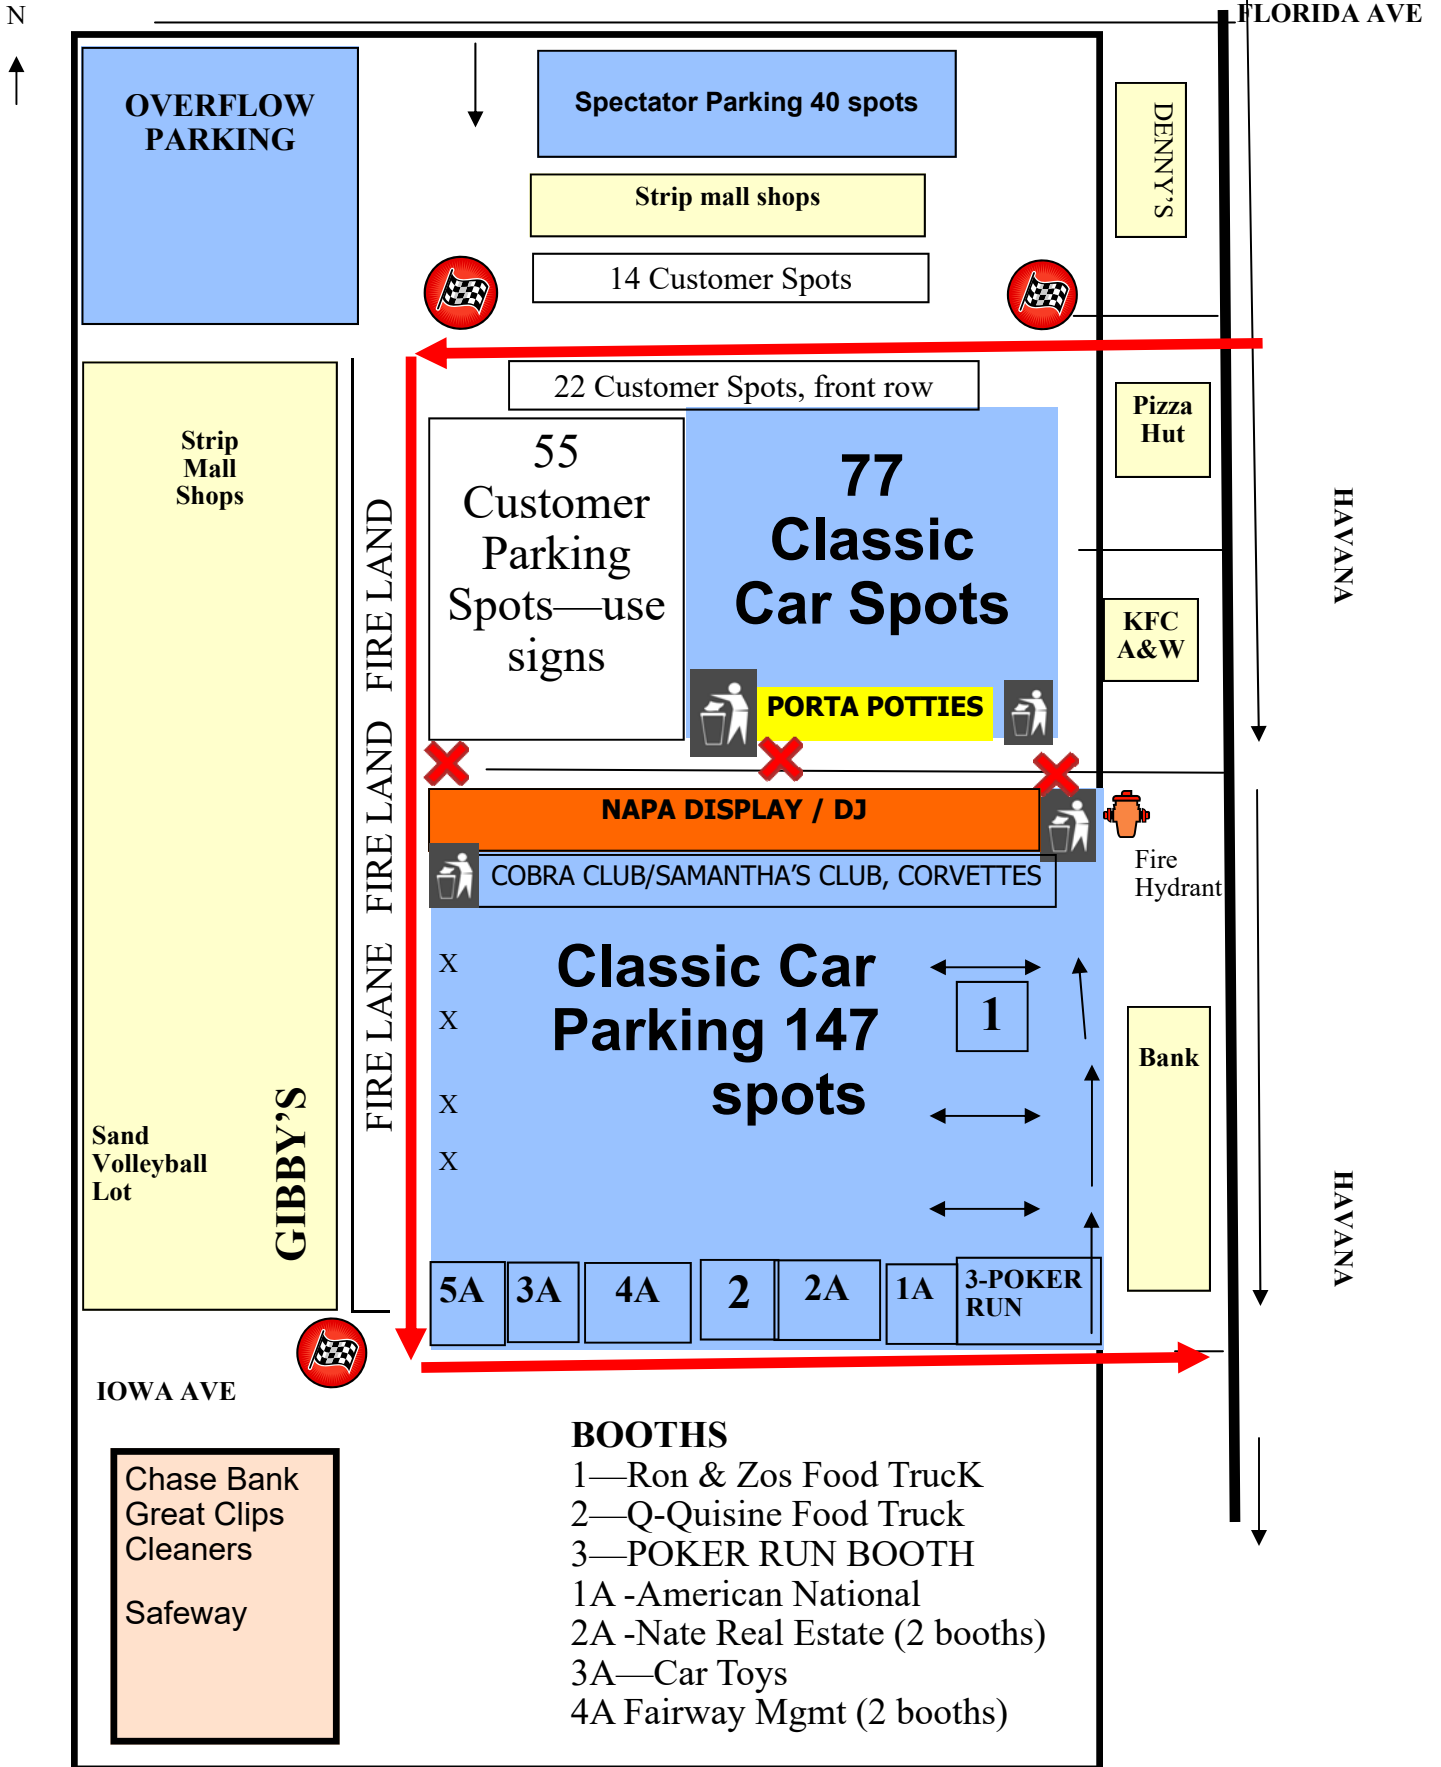 N
FLORIDA AVE
OVERFLOW
PARKING
Spectator Parking 40 spots
DENNY'S
Strip mall shops
14 Customer Spots
22 Customer Spots, front row
Strip
Mall
Shops
55
Customer
Parking
Spots—use
signs
77
Classic
Car Spots
Pizza
Hut
HAVANA
KFC
A&W
PORTA POTTIES
FIRE LANE FIRE LAND FIRE LAND
NAPA DISPLAY / DJ
COBRA CLUB/SAMANTHA'S CLUB, CORVETTES
Fire
Hydrant
X
X
X
X
Classic Car
Parking 147
spots
1
Bank
Sand
Volleyball
Lot
GIBBY'S
HAVANA
5A
3A
4A
2
2A
1A
3-POKER
RUN
IOWA AVE
Chase Bank
Great Clips
Cleaners
Safeway
BOOTHS
1—Ron & Zos Food TrucK
2—Q-Quisine Food Truck
3—POKER RUN BOOTH
1A -American National
2A -Nate Real Estate (2 booths)
3A—Car Toys
4A Fairway Mgmt (2 booths)